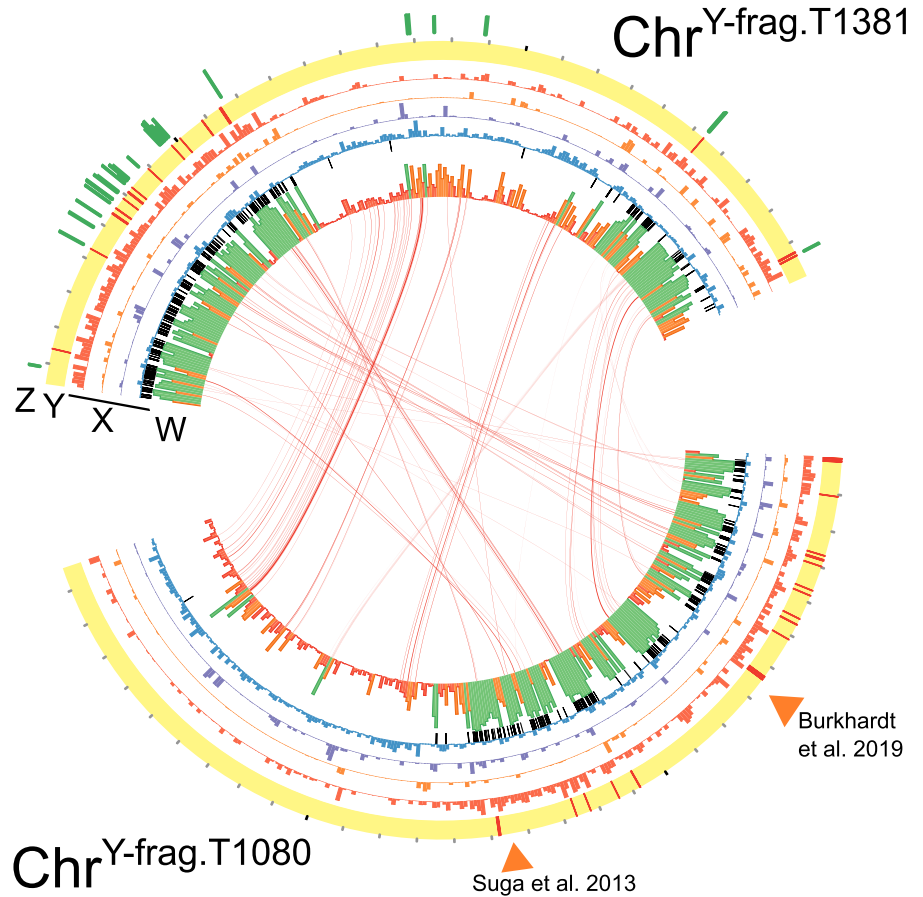 Chr^Y-frag.T1381
Z Y X W
Burkhardt
et al. 2019
Chr^Y-frag.T1080
Suga et al. 2013